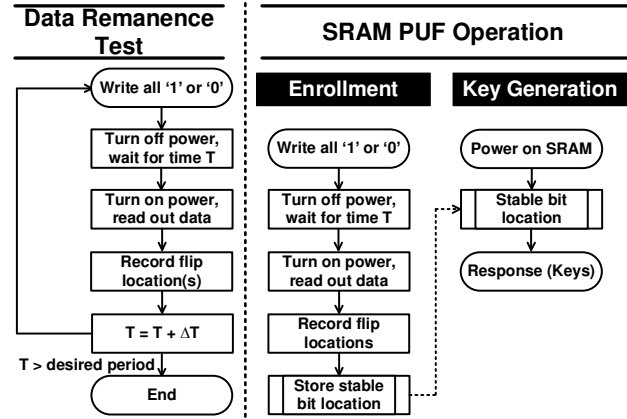 Data Remanence
Test
Write all ‘1’ or ‘0’
Turn off power,
wait for time T
Turn on power,
read out data
Record flip
location(s)
T = T + ΔT
T > desired period
End
SRAM PUF Operation
Enrollment
Write all ‘1’ or ‘0’
Turn off power,
wait for time T
Turn on power,
read out data
Record flip
locations
Store stable
bit location
Key Generation
Power on SRAM
Stable bit
location
Response (Keys)